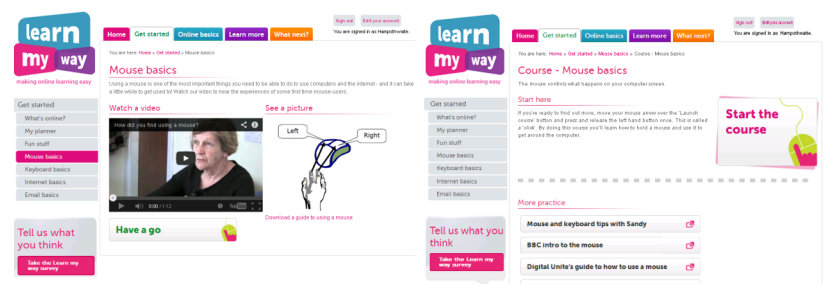 learn
my way
making online learning easy
Sign out Edit your account
You are signed in as Hampsthwaite.
Home Get started Online basics Learn more What next?
You are here: Home » Get started » Mouse basics
Mouse basics
Using a mouse is one of the most important things you need to be able to do to use computers and the internet - and it can take
a little while to get used to! Watch our video to hear the experiences of some first time mouse-users.
Get started
What's online?
My planner
Fun stuff
Mouse basics
Keyboard basics
Internet basics
Email basics
Watch a video
How did you find using a mouse?
0:00 / 1:12
YouTube
See a picture
Left
Right
Download a guide to using a mouse
Have a go
Tell us what
you think
Take the Learn my
way survey
learn
my way
making online learning easy
Sign out Edit your account
You are signed in as Hampsthwaite.
Home Get started Online basics Learn more What next?
You are here: Home » Get started » Mouse basics » Course - Mouse basics
Course - Mouse basics
The mouse controls what happens on your computer screen.
Get started
What's online?
My planner
Fun stuff
Mouse basics
Keyboard basics
Internet basics
Email basics
Start here
If you're ready to find out more, move your mouse arrow over the 'Launch
course' button and press and release the left hand button once. This is called
a 'click'. By doing this course you'll learn how to hold a mouse and use it to
get around the computer.
Start the
course
More practice
Mouse and keyboard tips with Sandy
BBC intro to the mouse
Digital Unite's guide to how to use a mouse
Tell us what you
think
Take the Learn my
way survey